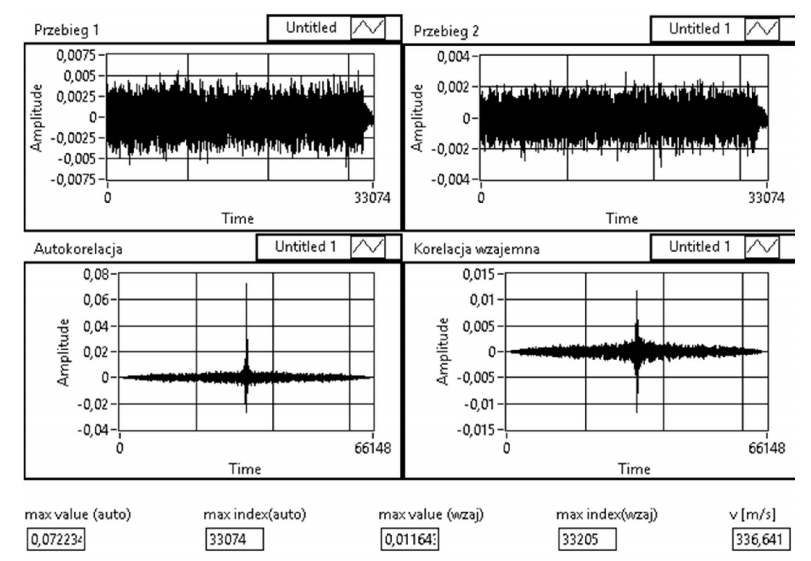 Przebieg 1 Untitled
Przebieg 2 Untitled 1
0,0075
0,005
0,0025
0
-0,0025
-0,005
-0,0075
Amplitude
0 33074
Time
0,004
0,002
0
-0,002
-0,004
Amplitude
0 33074
Time
Autokorelacja Untitled 1
Korelacja wzajemna Untitled 1
0,08
0,06
0,04
0,02
0
-0,02
-0,04
Amplitude
0 66148
Time
0,015
0,01
0,005
0
-0,005
-0,01
-0,015
Amplitude
0 66148
Time
max value (auto) max index(auto) max value (wzaj) max index(wzaj) v [m/s]
0,072234 33074 0,01164 33205 336,641